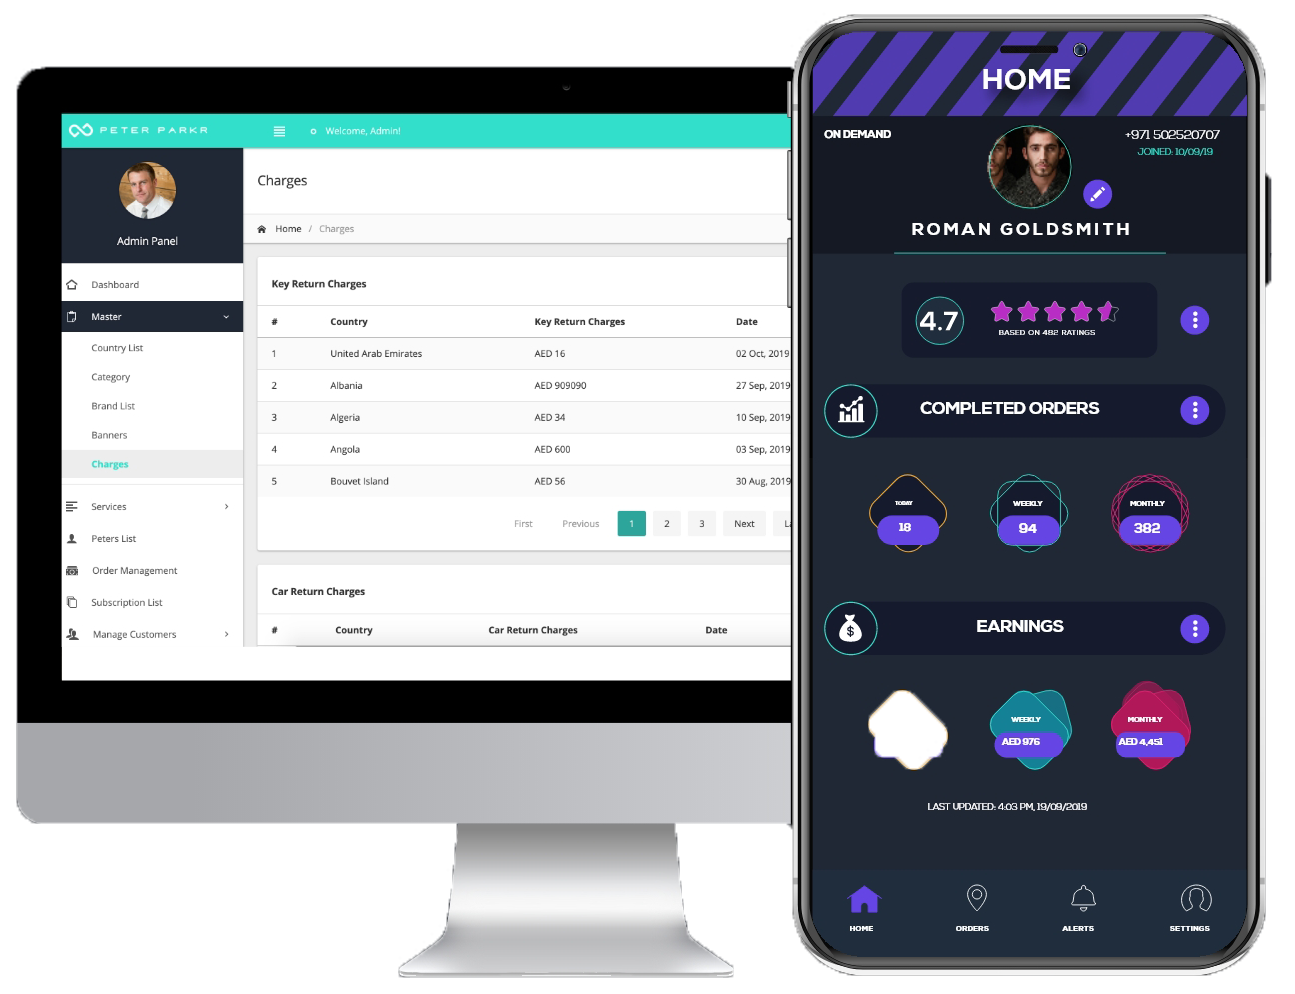 PETER PARKR
Welcome, Admin!
Admin Panel
Dashboard
Master
Country List
Category
Brand List
Banners
Charges
Services
Peters List
Order Management
Subscription List
Manage Customers
Charges
Home / Charges
Key Return Charges
# Country Key Return Charges Date
1 United Arab Emirates AED 16 02 Oct, 2019
2 Albania AED 909090 27 Sep, 2019
3 Algeria AED 34 10 Sep, 2019
4 Angola AED 600 03 Sep, 2019
5 Bouvet Island AED 56 30 Aug, 2019
First Previous 1 2 3 Next
Car Return Charges
# Country Car Return Charges Date
HOME
ON DEMAND
+971 502520707
JOINED: 10/09/19
ROMAN GOLDSMITH
4.7
BASED ON 482 RATINGS
COMPLETED ORDERS
TODAY
18
WEEKLY
94
MONTHLY
382
EARNINGS
$
WEEKLY
AED 976
MONTHLY
AED 4,451
LAST UPDATED: 4:03 PM, 19/09/2019
HOME ORDERS ALERTS SETTINGS